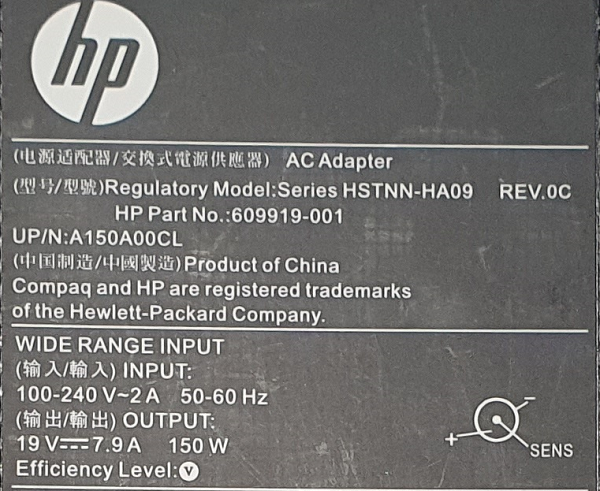 hp
(电源适配器/交換式電源供應器) AC Adapter
(型号/型號)Regulatory Model:Series HSTNN-HA09 REV.0C
HP Part No.:609919-001
UP/N:A150A00CL
(中国制造/中國製造)Product of China
Compaq and HP are registered trademarks
of the Hewlett-Packard Company.
WIDE RANGE INPUT
(输入/輸入) INPUT:
100-240 V~2 A 50-60 Hz
(输出/輸出) OUTPUT:
19 V⎓7.9 A 150 W
Efficiency Level:Ⓥ
- + SENS